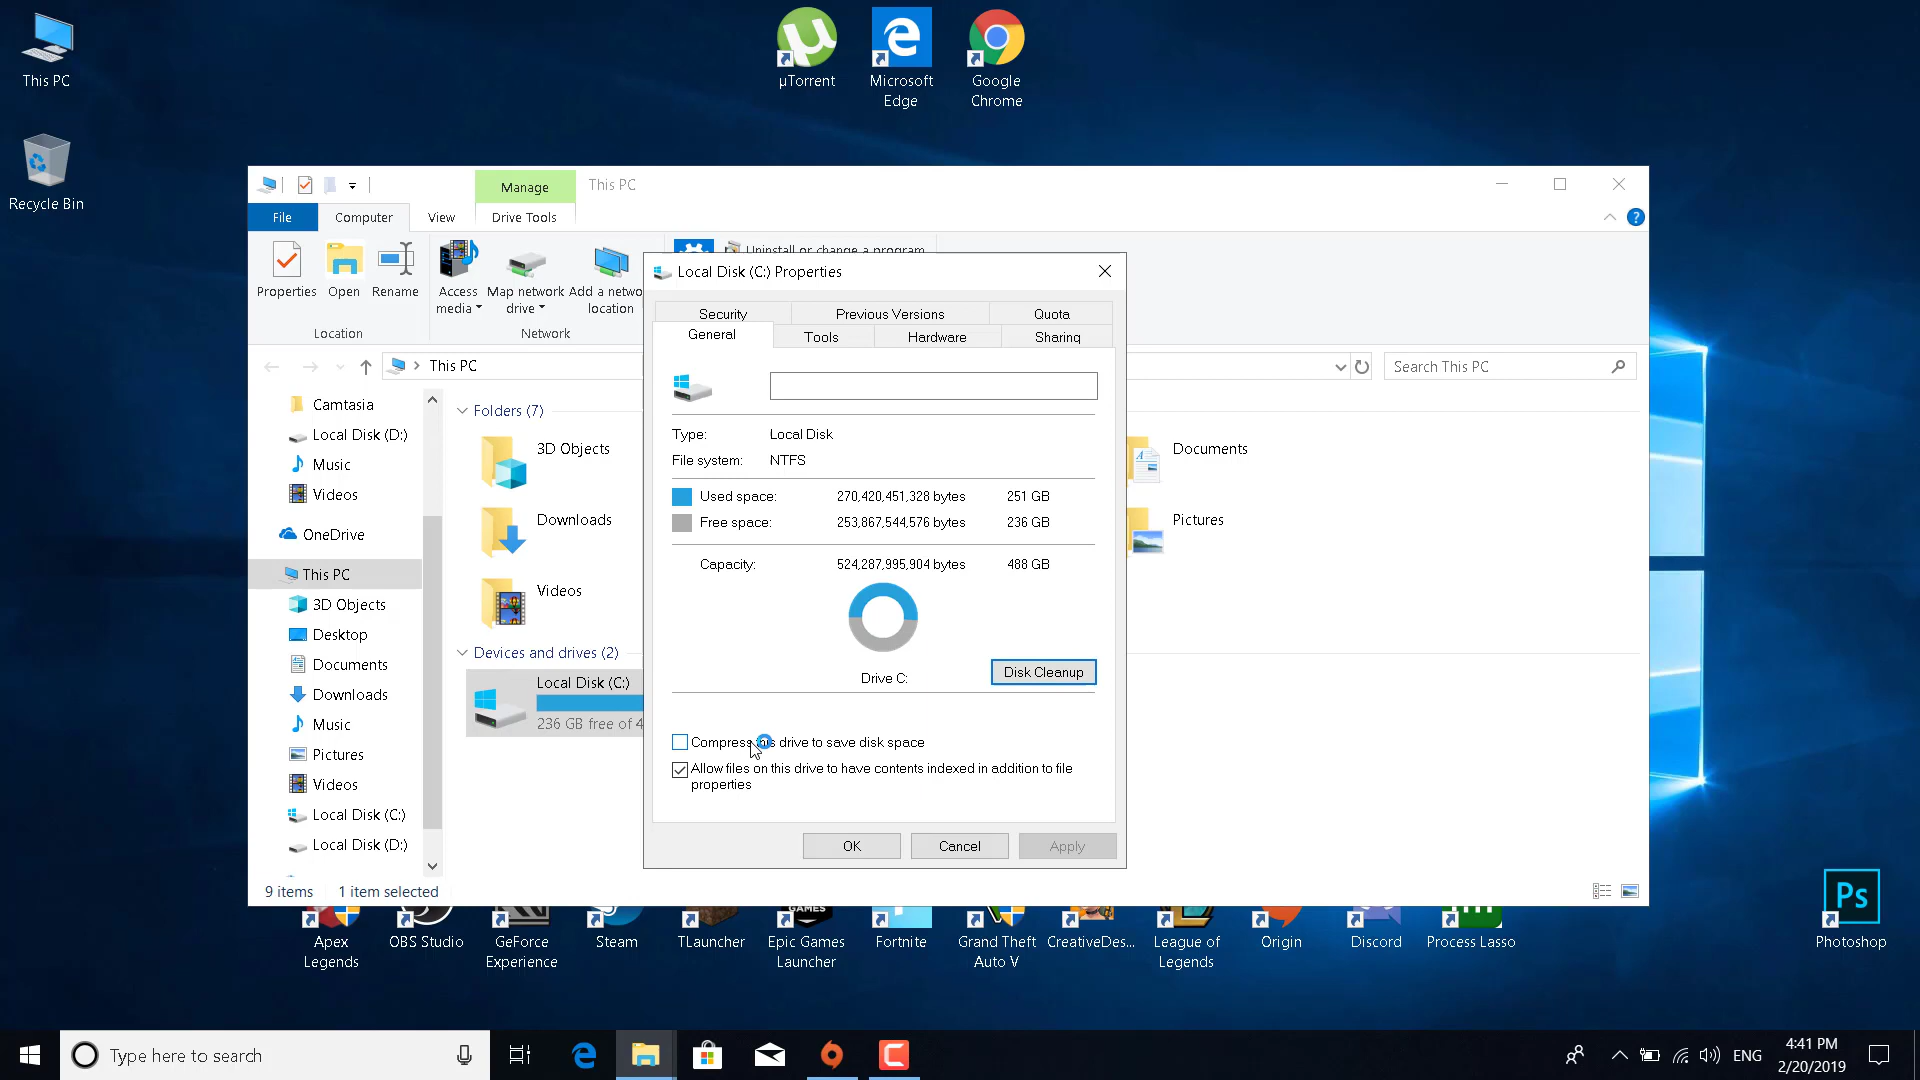 This PC
Recycle Bin
µTorrent
Microsoft
Edge
Google
Chrome
Manage
This PC
File
Computer
View
Drive Tools
Properties
Open
Rename
Access
media
Map network
drive
Add a netwo
location
Location
Network
Uninstall or change a program
This PC
Search This PC
Camtasia
Local Disk (D:)
Music
Videos
OneDrive
This PC
3D Objects
Desktop
Documents
Downloads
Music
Pictures
Videos
Local Disk (C:)
Local Disk (D:)
Folders (7)
3D Objects
Downloads
Videos
Documents
Pictures
Devices and drives (2)
Local Disk (C:)
236 GB free of 4
9 items
1 item selected
Local Disk (C:) Properties
Security
Previous Versions
Quota
General
Tools
Hardware
Sharing
Type: Local Disk
File system: NTFS
Used space: 270,420,451,328 bytes 251 GB
Free space: 253,867,544,576 bytes 236 GB
Capacity: 524,287,995,904 bytes 488 GB
Drive C:
Disk Cleanup
Compress this drive to save disk space
Allow files on this drive to have contents indexed in addition to file
properties
OK
Cancel
Apply
GAMES
Apex
Legends
OBS Studio
GeForce
Experience
Steam
TLauncher
Epic Games
Launcher
Fortnite
Grand Theft
Auto V
CreativeDes...
League of
Legends
Origin
Discord
Process Lasso
Ps
Photoshop
Type here to search
ENG
4:41 PM
2/20/2019